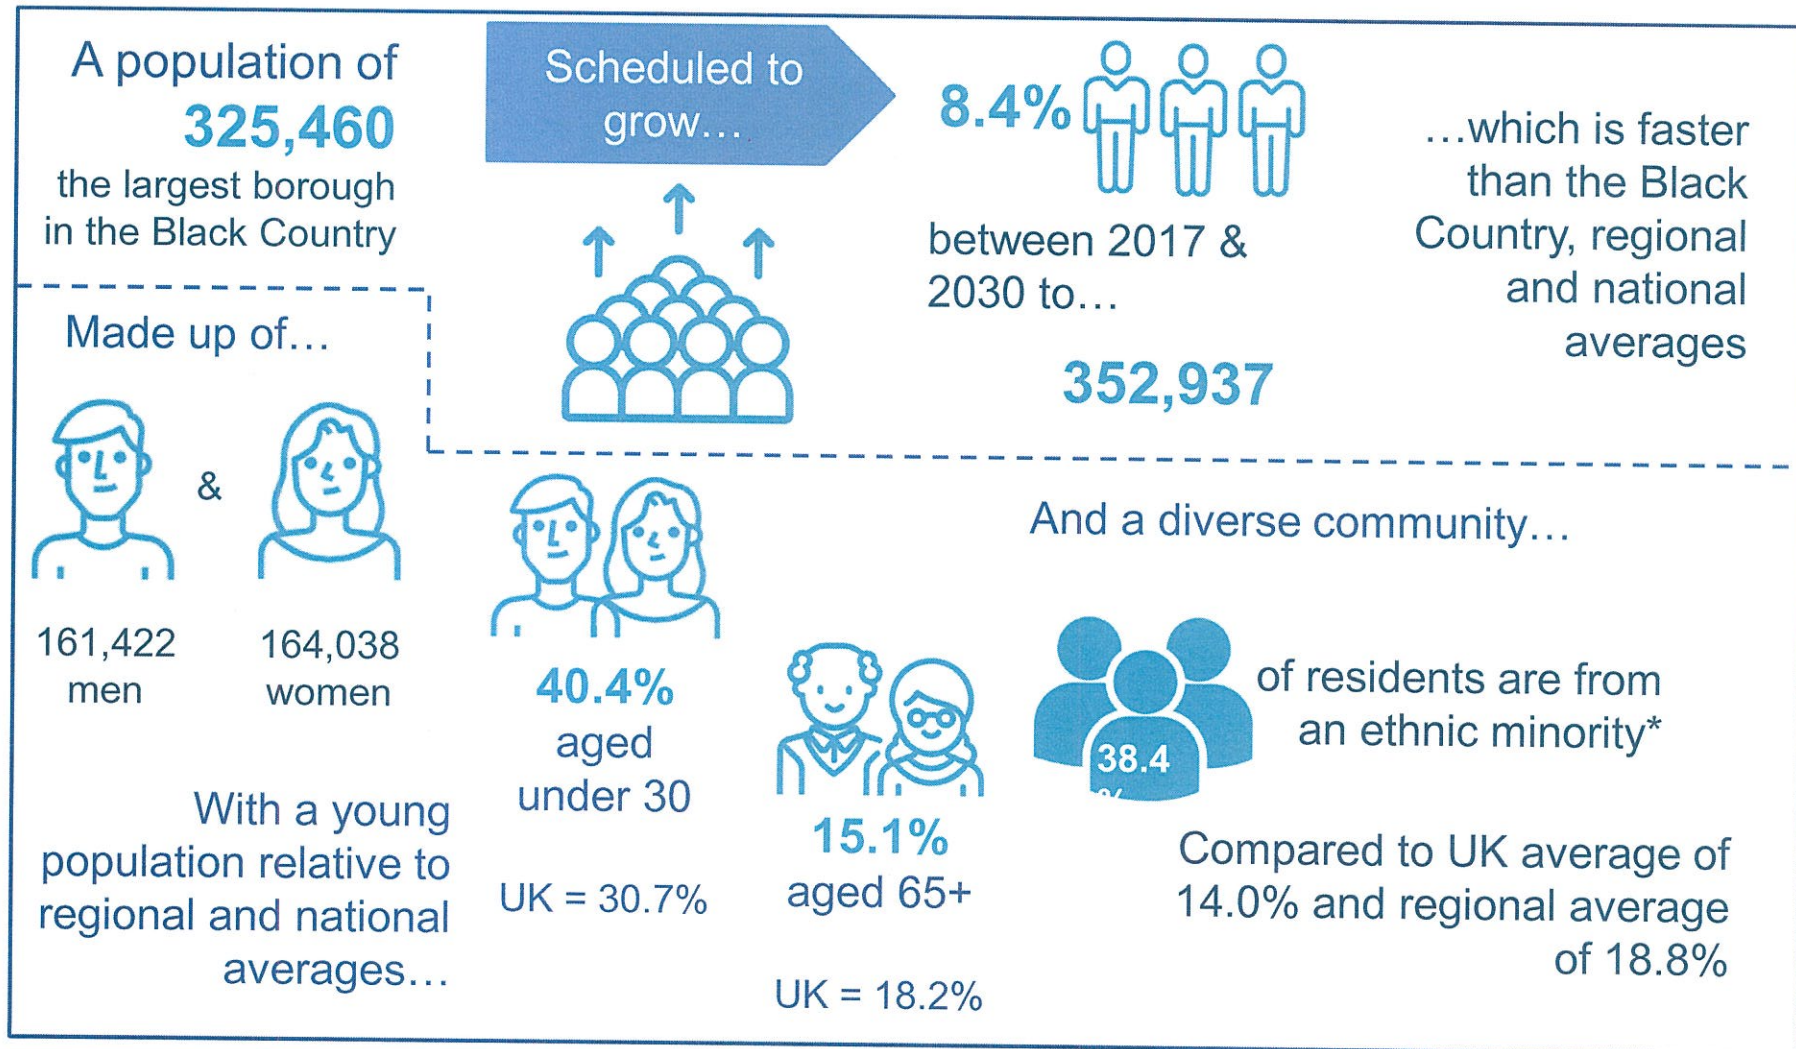 A population of
325,460
the largest borough
in the Black Country
Scheduled to
grow...
8.4%
between 2017 &
2030 to...
352,937
...which is faster
than the Black
Country, regional
and national
averages
Made up of...
&
161,422
men
164,038
women
With a young
population relative to
regional and national
averages...
40.4%
aged
under 30
UK = 30.7%
15.1%
aged 65+
UK = 18.2%
And a diverse community...
38.4
%
of residents are from
an ethnic minority*
Compared to UK average of
14.0% and regional average
of 18.8%